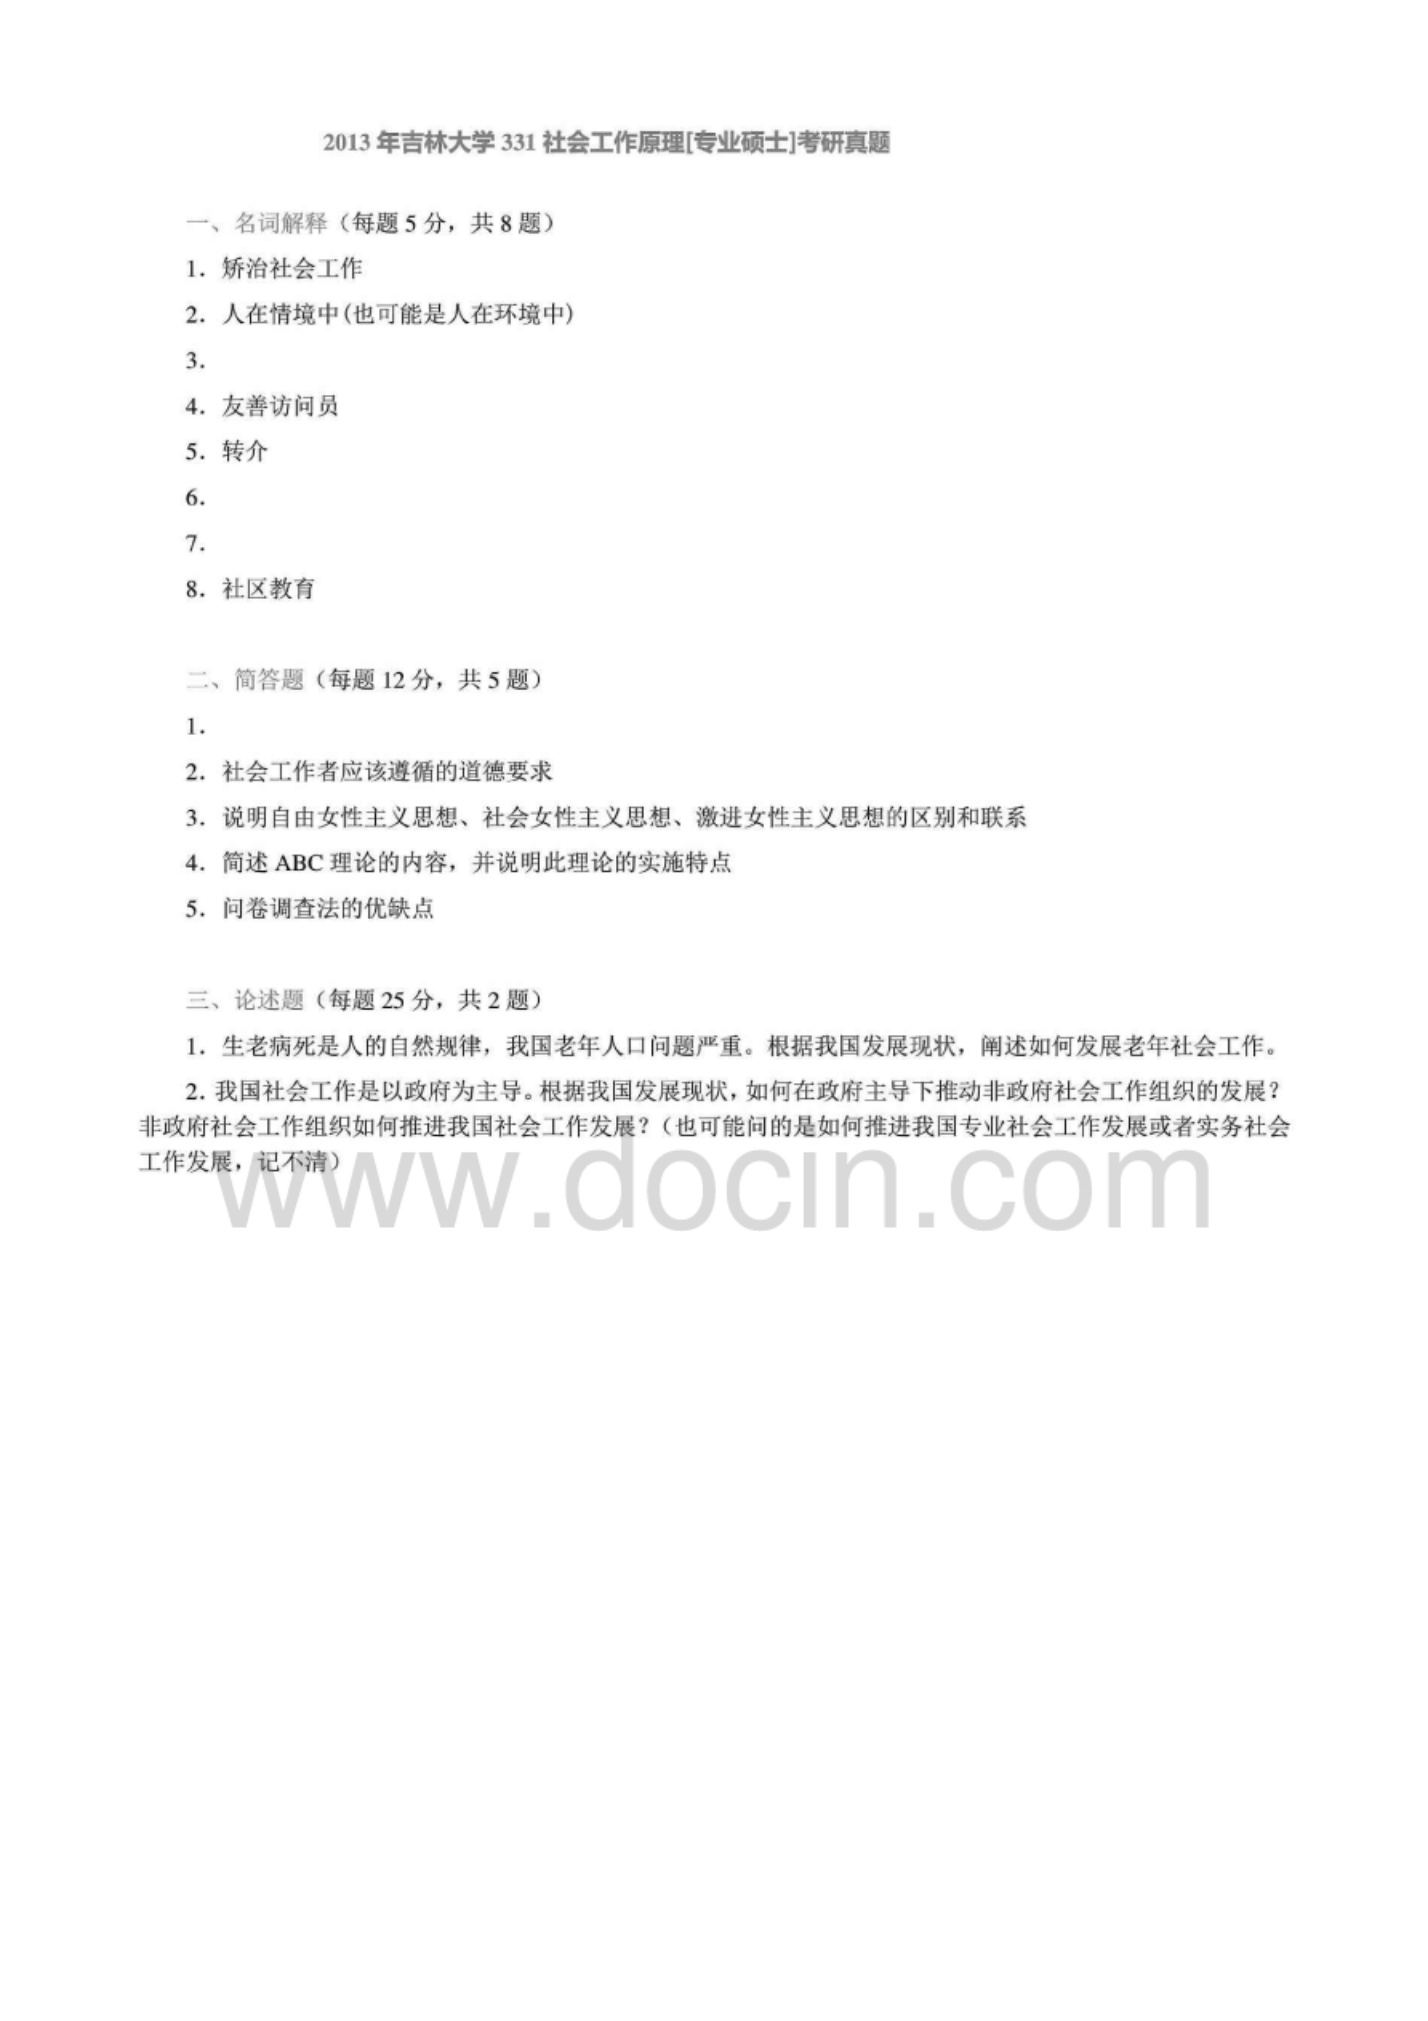 2013 年吉林大学 331 社会工作原理[专业硕士]考研真题
一、名词解释（每题 5 分，共 8 题）
1．矫治社会工作
2．人在情境中(也可能是人在环境中)
3．
4．友善访问员
5．转介
6．
7．
8．社区教育
二、简答题（每题 12 分，共 5 题）
1．
2．社会工作者应该遵循的道德要求
3．说明自由女性主义思想、社会女性主义思想、激进女性主义思想的区别和联系
4．简述 ABC 理论的内容，并说明此理论的实施特点
5．问卷调查法的优缺点
三、论述题（每题 25 分，共 2 题）
1．生老病死是人的自然规律，我国老年人口问题严重。根据我国发展现状，阐述如何发展老年社会工作。
2．我国社会工作是以政府为主导。根据我国发展现状，如何在政府主导下推动非政府社会工作组织的发展？
非政府社会工作组织如何推进我国社会工作发展？（也可能问的是如何推进我国专业社会工作发展或者实务社会
工作发展，记不清）
www.docin.com